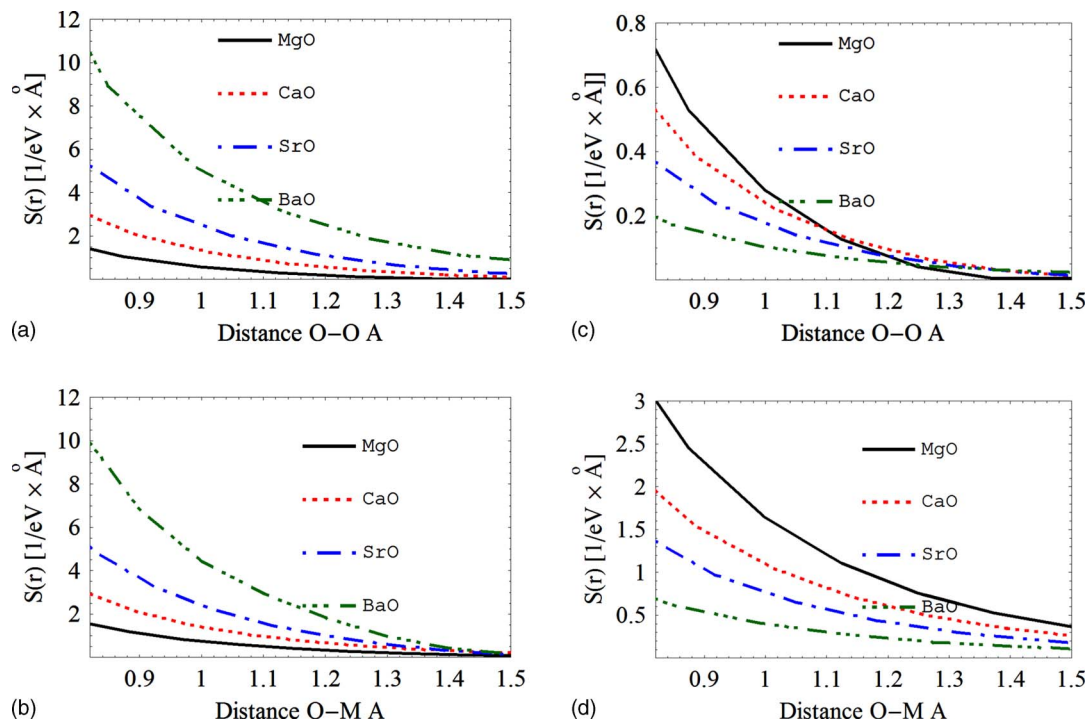 12
10
8
6
4
2
S(r) [1/eV × Å]
MgO
CaO
SrO
BaO
0.9 1 1.1 1.2 1.3 1.4 1.5
(a) Distance O−O A
0.8
0.6
0.4
0.2
S(r) [1/eV × Å]]
MgO
CaO
SrO
BaO
0.9 1 1.1 1.2 1.3 1.4 1.5
(c) Distance O−O A
12
10
8
6
4
2
S(r) [1/eV × Å]
MgO
CaO
SrO
BaO
0.9 1 1.1 1.2 1.3 1.4 1.5
(b) Distance O−M A
3
2.5
2
1.5
1
0.5
S(r) [1/eV × Å]
MgO
CaO
SrO
BaO
0.9 1 1.1 1.2 1.3 1.4 1.5
(d) Distance O−M A